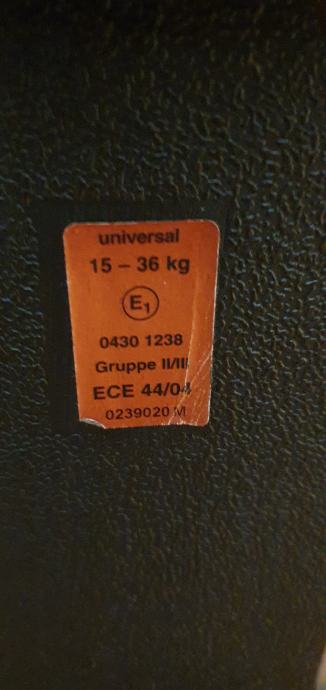 universal
15 – 36 kg
E1
0430 1238
Gruppe II/III
ECE 44/04
0239020 M